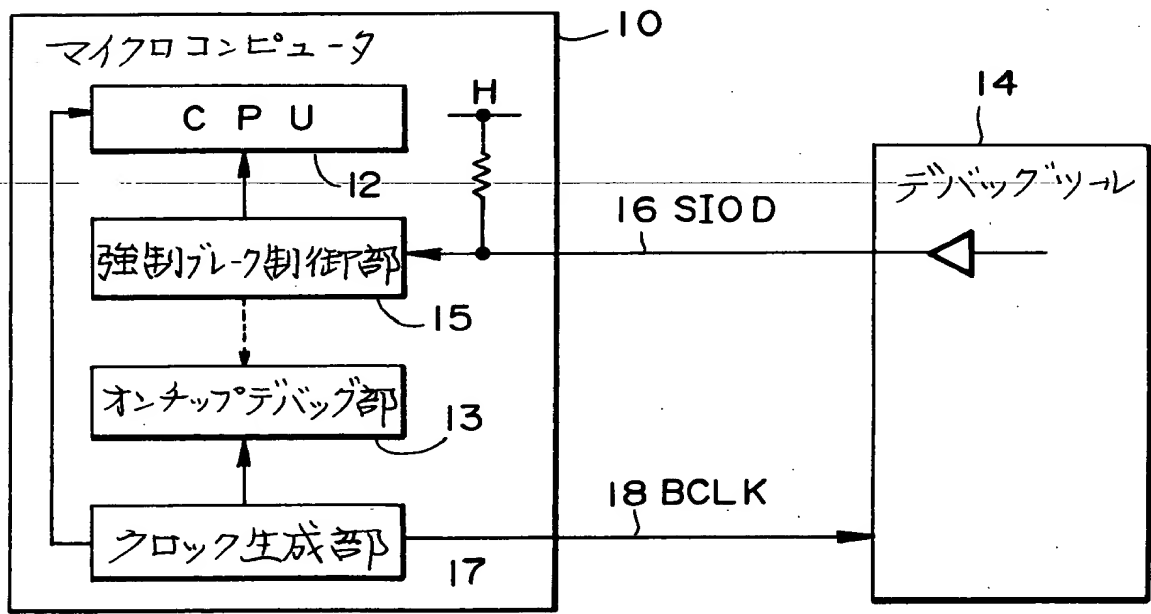 10
マイクロコンピュータ
H
14
CPU
12
デバッグツール
16 SIOD
強制ブレーク制御部
15
オンチップデバッグ部
13
18 BCLK
クロック生成部
17